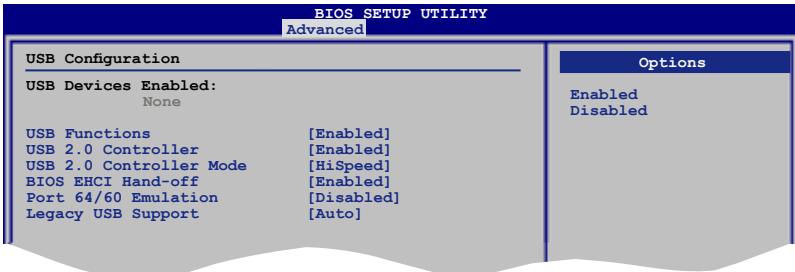 BIOS SETUP UTILITY
Advanced
USB Configuration
USB Devices Enabled:
None
USB Functions [Enabled]
USB 2.0 Controller [Enabled]
USB 2.0 Controller Mode [HiSpeed]
BIOS EHCI Hand-off [Enabled]
Port 64/60 Emulation [Disabled]
Legacy USB Support [Auto]
Options
Enabled
Disabled